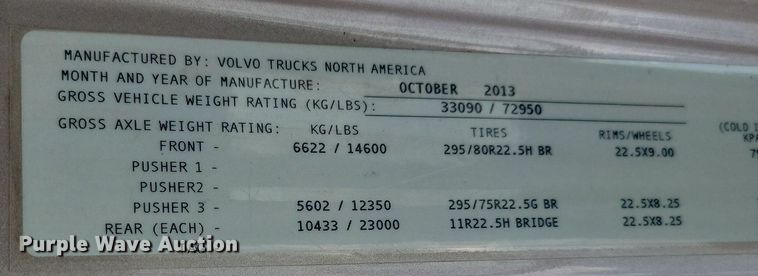 MANUFACTURED BY: VOLVO TRUCKS NORTH AMERICA
MONTH AND YEAR OF MANUFACTURE: OCTOBER 2013
GROSS VEHICLE WEIGHT RATING (KG/LBS): 33090 / 72950
GROSS AXLE WEIGHT RATING: KG/LBS TIRES RIMS/WHEELS (COLD
FRONT - 6622 / 14600 295/80R22.5H BR 22.5X9.00
PUSHER 1 -
PUSHER2 -
PUSHER 3 - 5602 / 12350 295/75R22.5G BR 22.5X8.25
REAR (EACH) - 10433 / 23000 11R22.5H BRIDGE 22.5X8.25
Purple Wave Auction